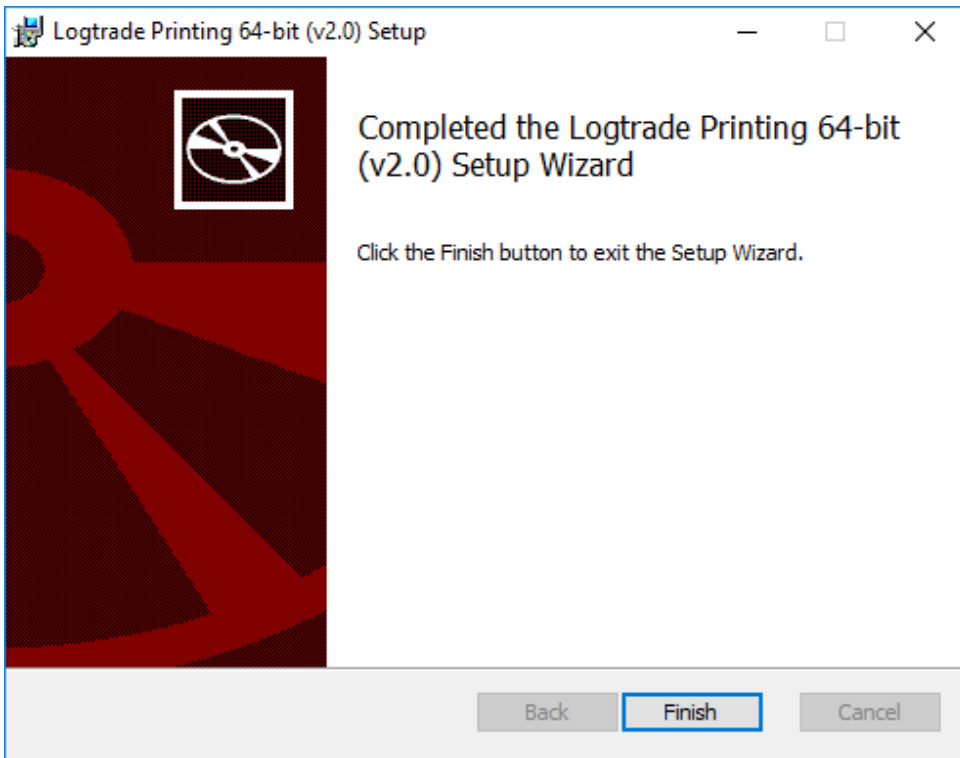 Logtrade Printing 64-bit (v2.0) Setup
Completed the Logtrade Printing 64-bit
(v2.0) Setup Wizard
Click the Finish button to exit the Setup Wizard.
Back Finish Cancel